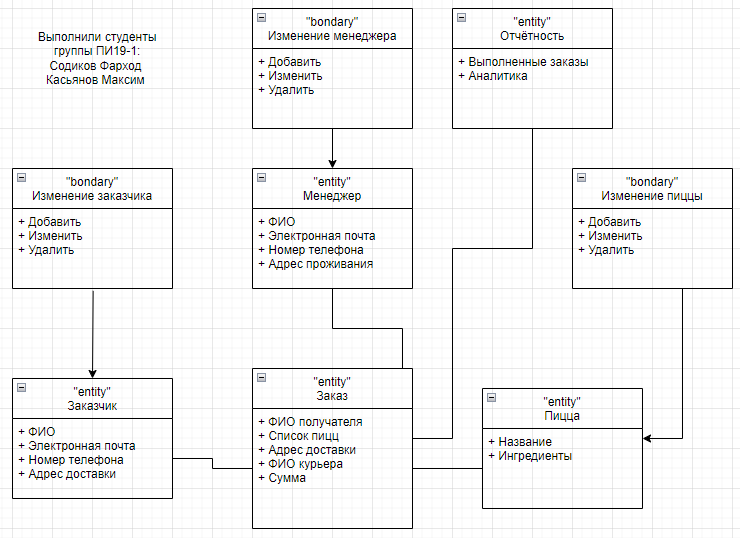 Выполнили студенты
группы ПИ19-1:
Содиков Фарход
Касьянов Максим
"bondary"
Изменение менеджера
+ Добавить
+ Изменить
+ Удалить
"entity"
Отчётность
+ Выполненные заказы
+ Аналитика
"bondary"
Изменение заказчика
+ Добавить
+ Изменить
+ Удалить
"entity"
Менеджер
+ ФИО
+ Электронная почта
+ Номер телефона
+ Адрес проживания
"bondary"
Изменение пиццы
+ Добавить
+ Изменить
+ Удалить
"entity"
Заказчик
+ ФИО
+ Электронная почта
+ Номер телефона
+ Адрес доставки
"entity"
Заказ
+ ФИО получателя
+ Список пицц
+ Адрес доставки
+ ФИО курьера
+ Сумма
"entity"
Пицца
+ Название
+ Ингредиенты